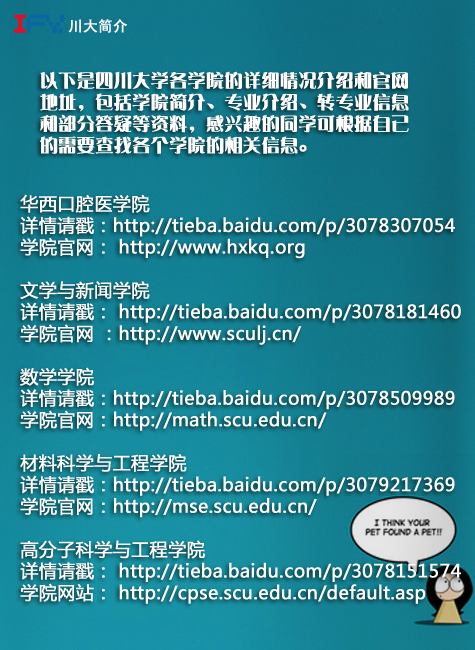 IFY 川大简介
以下是四川大学各学院的详细情况介绍和官网
地址，包括学院简介、专业介绍、转专业信息
和部分答疑等资料，感兴趣的同学可根据自己
的需要查找各个学院的相关信息。
华西口腔医学院
详情请戳：http://tieba.baidu.com/p/3078307054
学院官网： http://www.hxkq.org
文学与新闻学院
详情请戳： http://tieba.baidu.com/p/3078181460
学院官网 ：http://www.sculj.cn/
数学学院
详情请戳：http://tieba.baidu.com/p/3078509989
学院官网：http://math.scu.edu.cn/
材料科学与工程学院
详情请戳：http://tieba.baidu.com/p/3079217369
学院官网：http://mse.scu.edu.cn/
I THINK YOUR
PET FOUND A PET!!
高分子科学与工程学院
详情请戳： http://tieba.baidu.com/p/3078151574
学院网站： http://cpse.scu.edu.cn/default.asp